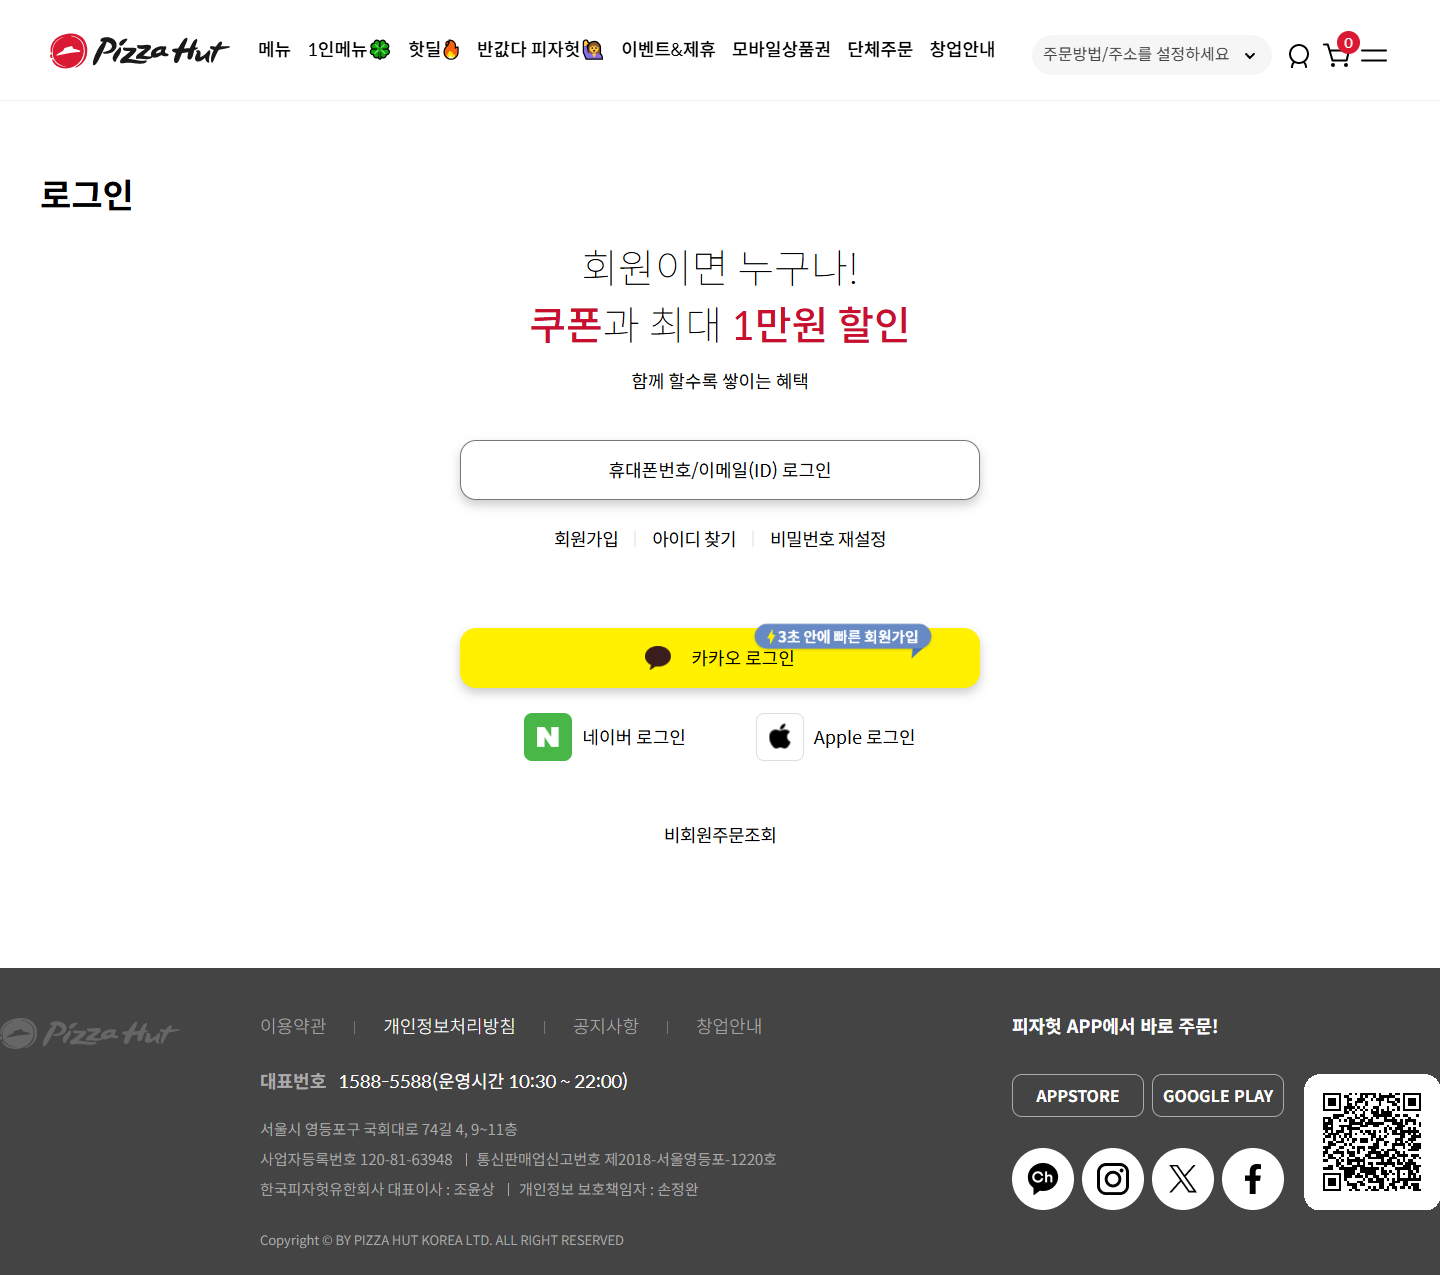 Pizza Hut 메뉴 1인메뉴🍀 핫딜🔥 반값다 피자헛🙋 이벤트&제휴 모바일상품권 단체주문 창업안내 주문방법/주소를 설정하세요 0
로그인
회원이면 누구나!
쿠폰과 최대 1만원 할인
함께 할수록 쌓이는 혜택
휴대폰번호/이메일(ID) 로그인
회원가입 아이디 찾기 비밀번호 재설정
⚡3초 안에 빠른 회원가입
카카오 로그인
N 네이버 로그인 Apple 로그인
비회원주문조회
Pizza Hut 이용약관 개인정보처리방침 공지사항 창업안내 피자헛 APP에서 바로 주문!
대표번호 1588-5588(운영시간 10:30 ~ 22:00)
APPSTORE GOOGLE PLAY
서울시 영등포구 국회대로 74길 4, 9~11층
사업자등록번호 120-81-63948 | 통신판매업신고번호 제2018-서울영등포-1220호
한국피자헛유한회사 대표이사 : 조윤상 | 개인정보 보호책임자 : 손정완
Ch
Copyright © BY PIZZA HUT KOREA LTD. ALL RIGHT RESERVED